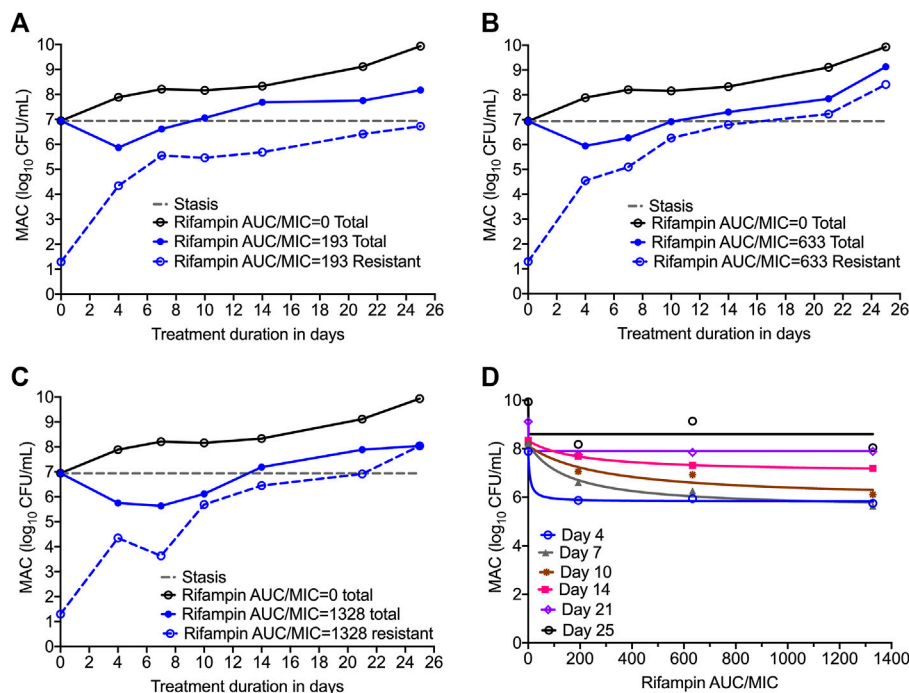 A
MAC (log10 CFU/mL)
10
9
8
7
6
5
4
3
2
1
0
Stasis
Rifampin AUC/MIC=0 Total
Rifampin AUC/MIC=193 Total
Rifampin AUC/MIC=193 Resistant
0 2 4 6 8 10 12 14 16 18 20 22 24 26
Treatment duration in days
B
MAC (log10 CFU/mL)
10
9
8
7
6
5
4
3
2
1
0
Stasis
Rifampin AUC/MIC=0 Total
Rifampin AUC/MIC=633 Total
Rifampin AUC/MIC=633 Resistant
0 2 4 6 8 10 12 14 16 18 20 22 24 26
Treatment duration in days
C
MAC (log10 CFU/mL)
10
9
8
7
6
5
4
3
2
1
0
Stasis
Rifampin AUC/MIC=0 total
Rifampin AUC/MIC=1328 total
Rifampin AUC/MIC=1328 resistant
0 2 4 6 8 10 12 14 16 18 20 22 24 26
Treatment duration in days
D
MAC (log10 CFU/mL)
10
8
6
4
2
0
Day 4
Day 7
Day 10
Day 14
Day 21
Day 25
0 200 400 600 800 1000 1200 1400
Rifampin AUC/MIC